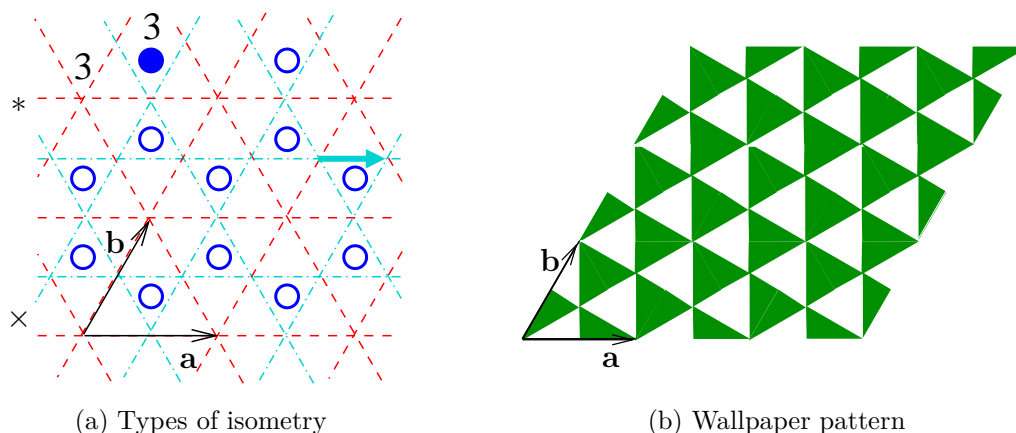 3
3
*
b
a
×
b
a
(a) Types of isometry
(b) Wallpaper pattern